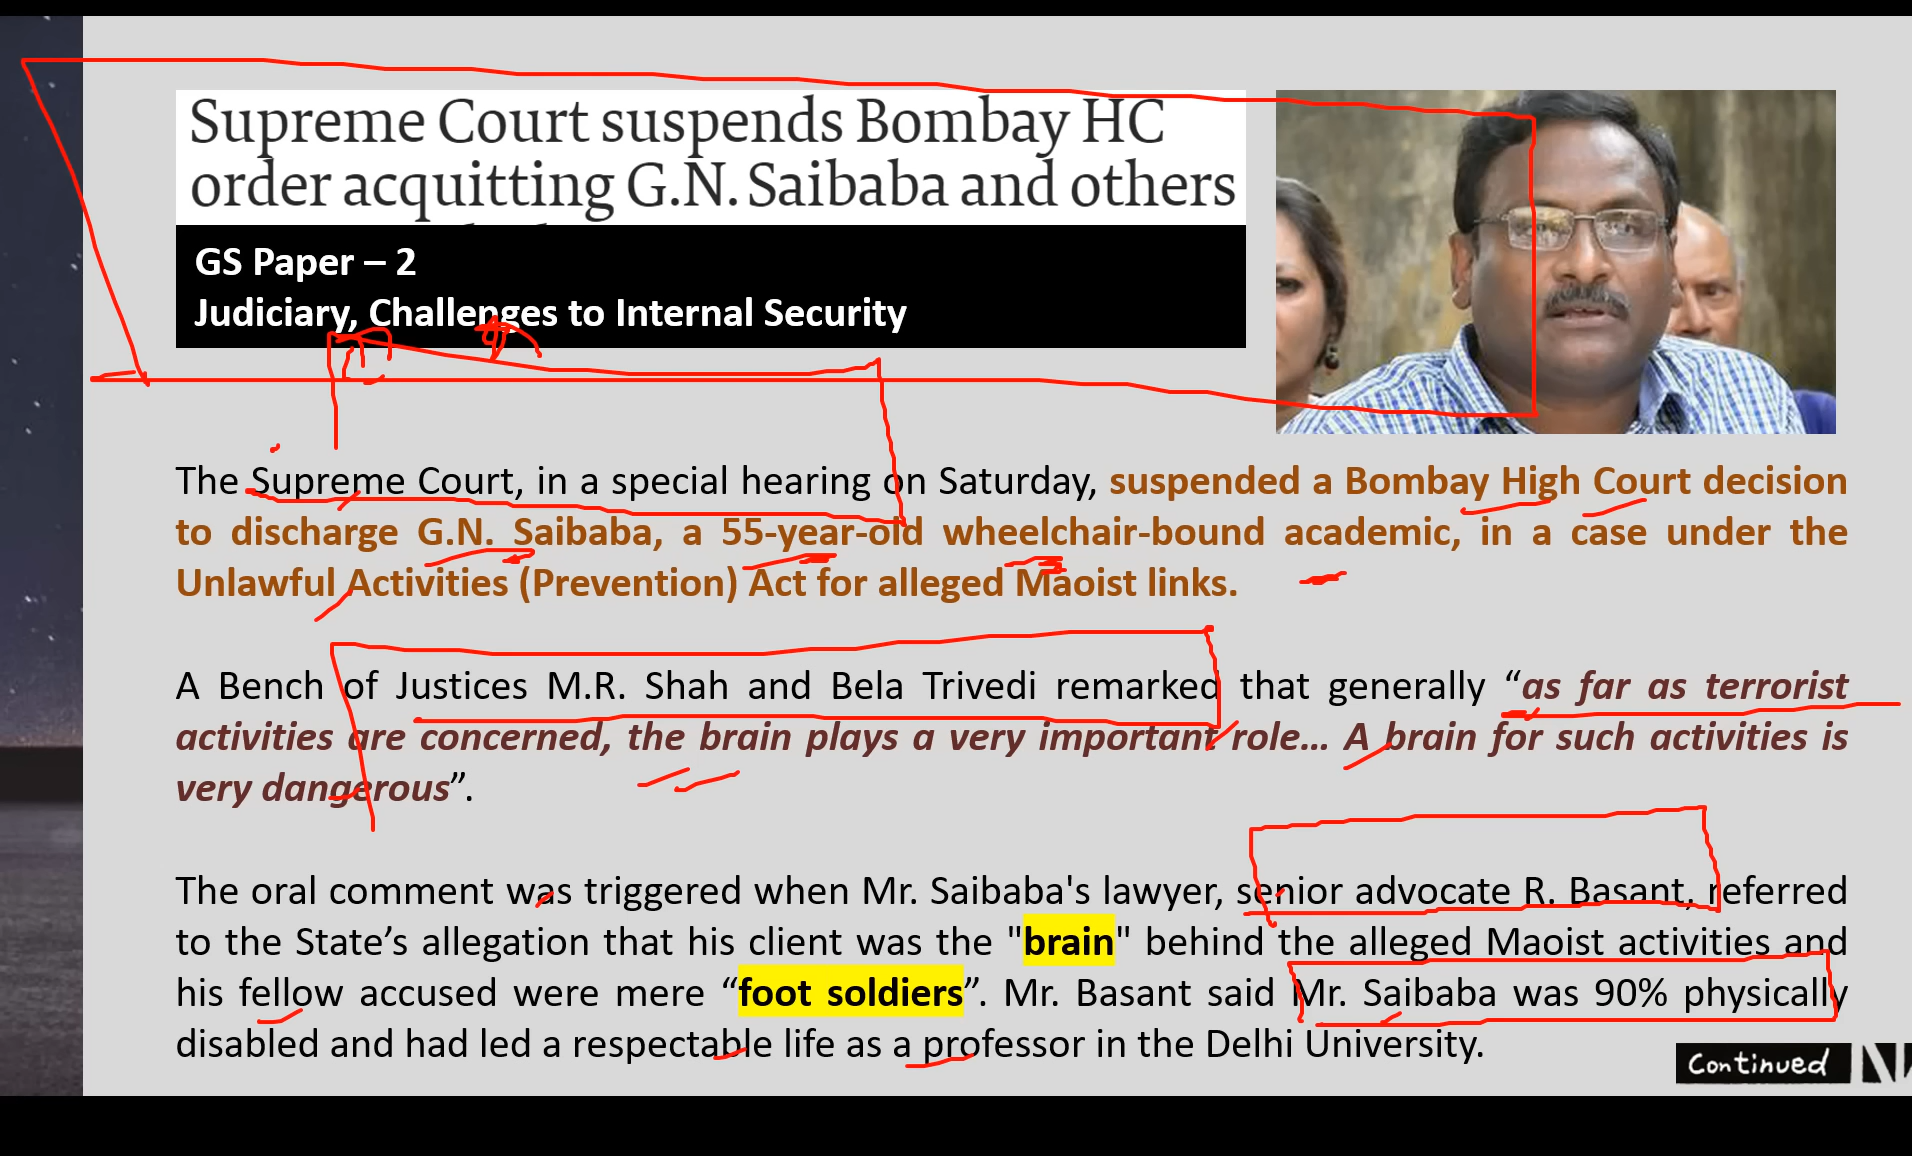 Supreme Court suspends Bombay HC
order acquitting G.N. Saibaba and others
GS Paper – 2
Judiciary, Challenges to Internal Security
The Supreme Court, in a special hearing on Saturday, suspended a Bombay High Court decision
to discharge G.N. Saibaba, a 55-year-old wheelchair-bound academic, in a case under the
Unlawful Activities (Prevention) Act for alleged Maoist links.
A Bench of Justices M.R. Shah and Bela Trivedi remarked that generally “as far as terrorist
activities are concerned, the brain plays a very important role... A brain for such activities is
very dangerous”.
The oral comment was triggered when Mr. Saibaba's lawyer, senior advocate R. Basant, referred
to the State’s allegation that his client was the "brain" behind the alleged Maoist activities and
his fellow accused were mere “foot soldiers”. Mr. Basant said Mr. Saibaba was 90% physically
disabled and had led a respectable life as a professor in the Delhi University.
Continued